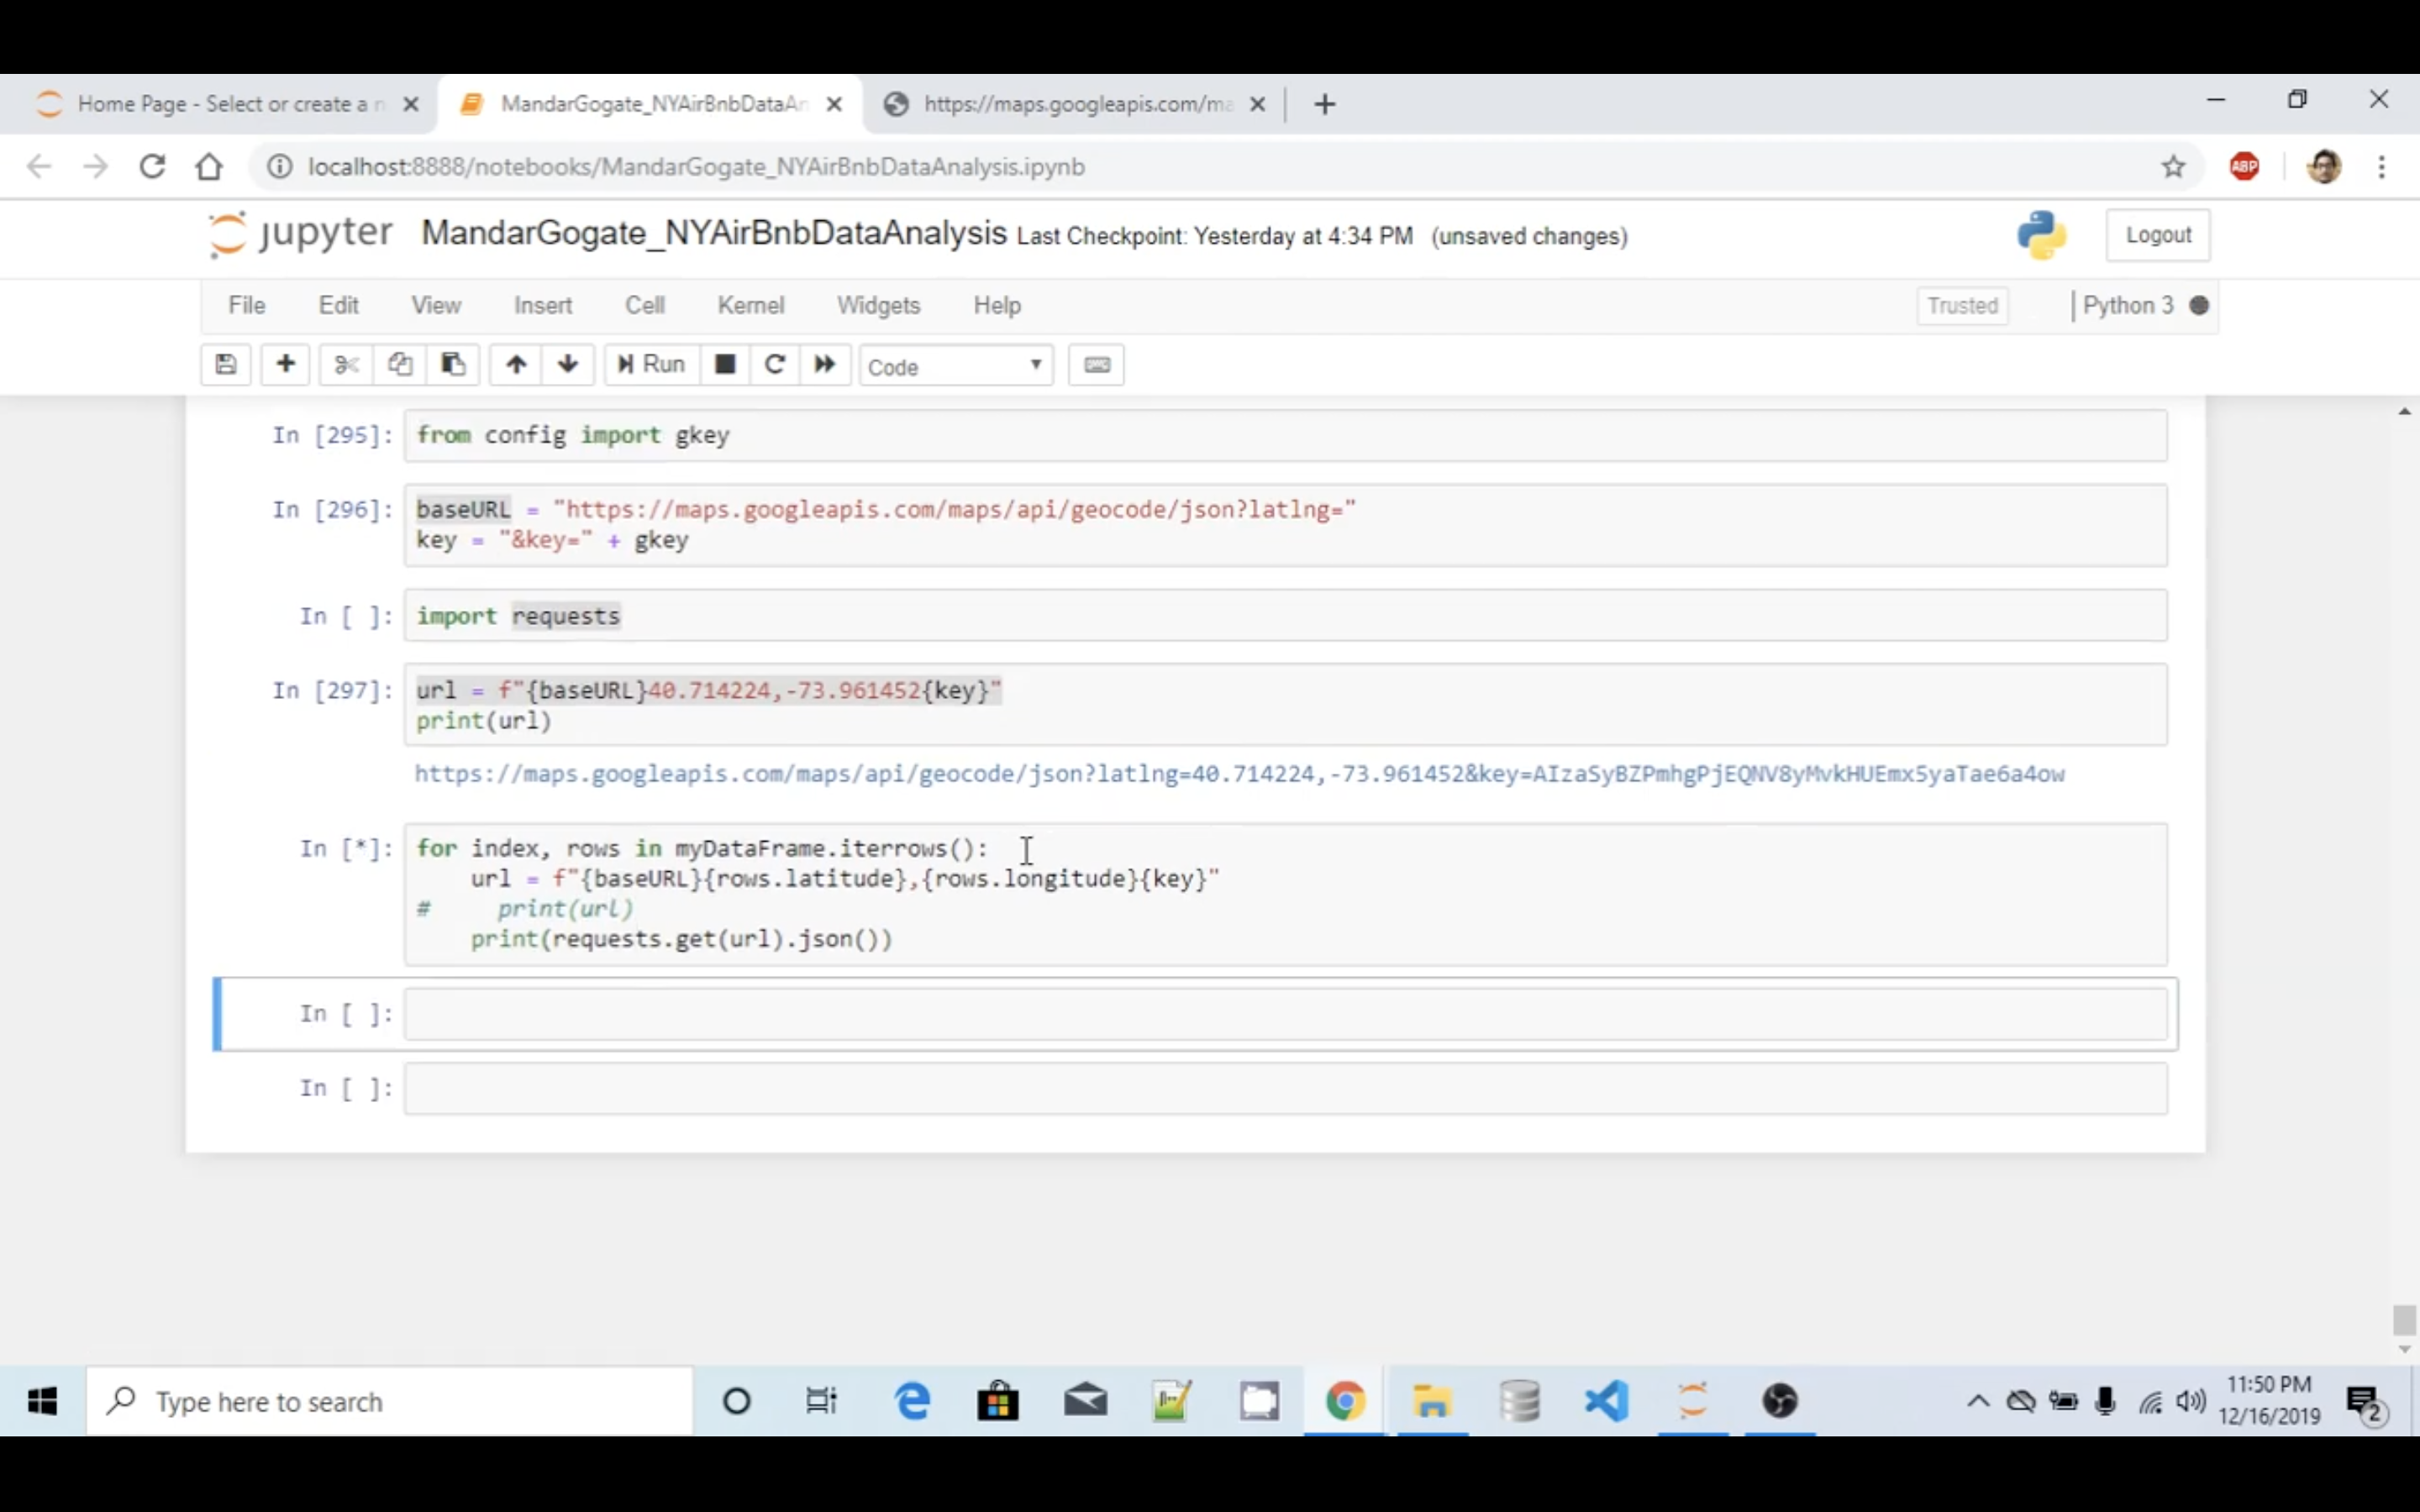 Home Page - Select or create a n
MandarGogate_NYAirBnbDataAn
https://maps.googleapis.com/ma
localhost:8888/notebooks/MandarGogate_NYAirBnbDataAnalysis.ipynb
ABP
jupyter MandarGogate_NYAirBnbDataAnalysis Last Checkpoint: Yesterday at 4:34 PM (unsaved changes)
Logout
File Edit View Insert Cell Kernel Widgets Help
Trusted
Python 3
Run
Code
In [295]: from config import gkey
In [296]: baseURL = "https://maps.googleapis.com/maps/api/geocode/json?latlng="
key = "&key=" + gkey
In [ ]: import requests
In [297]: url = f"{baseURL}40.714224,-73.961452{key}"
print(url)
https://maps.googleapis.com/maps/api/geocode/json?latlng=40.714224,-73.961452&key=AIzaSyBZPmhgPjEQNV8yMvkHUEmx5yaTae6a4ow
In [*]: for index, rows in myDataFrame.iterrows():
url = f"{baseURL}{rows.latitude},{rows.longitude}{key}"
# print(url)
print(requests.get(url).json())
In [ ]:
In [ ]:
Type here to search
11:50 PM
12/16/2019
2